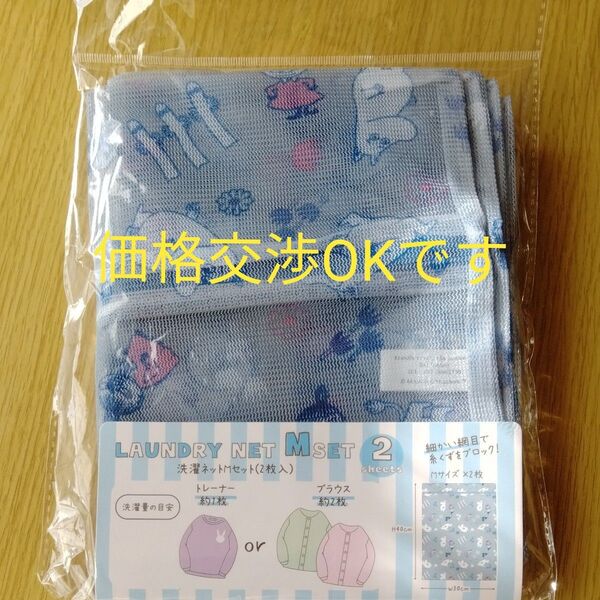 価格交渉OKです
LAUNDRY NET M SET 2 sheets
洗濯ネットMセット(2枚入)
洗濯量の目安
トレーナー
約1枚
or
ブラウス
約2枚
細かい網目で
糸くずをブロック!
Mサイズ×2枚
H40cm
W30cm